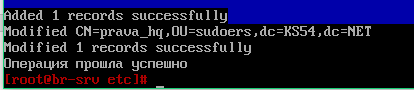 Added 1 records successfully
Modified CN=prava_hq,OU=sudoers,dc=KS54,dc=NET
Modified 1 records successfully
Операция прошла успешно
[root@br-srv etc]# _